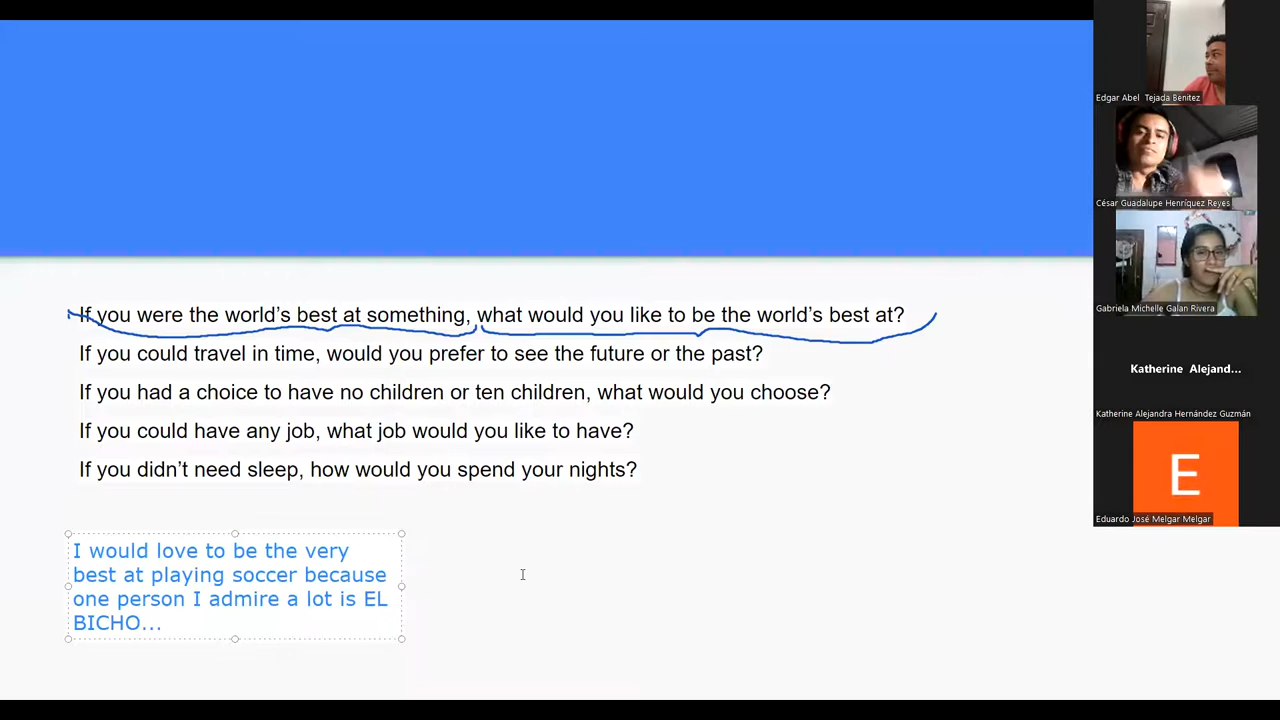 If you were the world's best at something, what would you like to be the world's best at?
If you could travel in time, would you prefer to see the future or the past?
If you had a choice to have no children or ten children, what would you choose?
If you could have any job, what job would you like to have?
If you didn't need sleep, how would you spend your nights?
I would love to be the very
best at playing soccer because
one person I admire a lot is EL
BICHO...
Edgar Abel Tejada Benitez
César Guadalupe Henríquez Reyes
Gabriela Michelle Galan Rivera
Katherine Alejand...
Katherine Alejandra Hernández Guzmán
E
Eduardo José Melgar Melgar